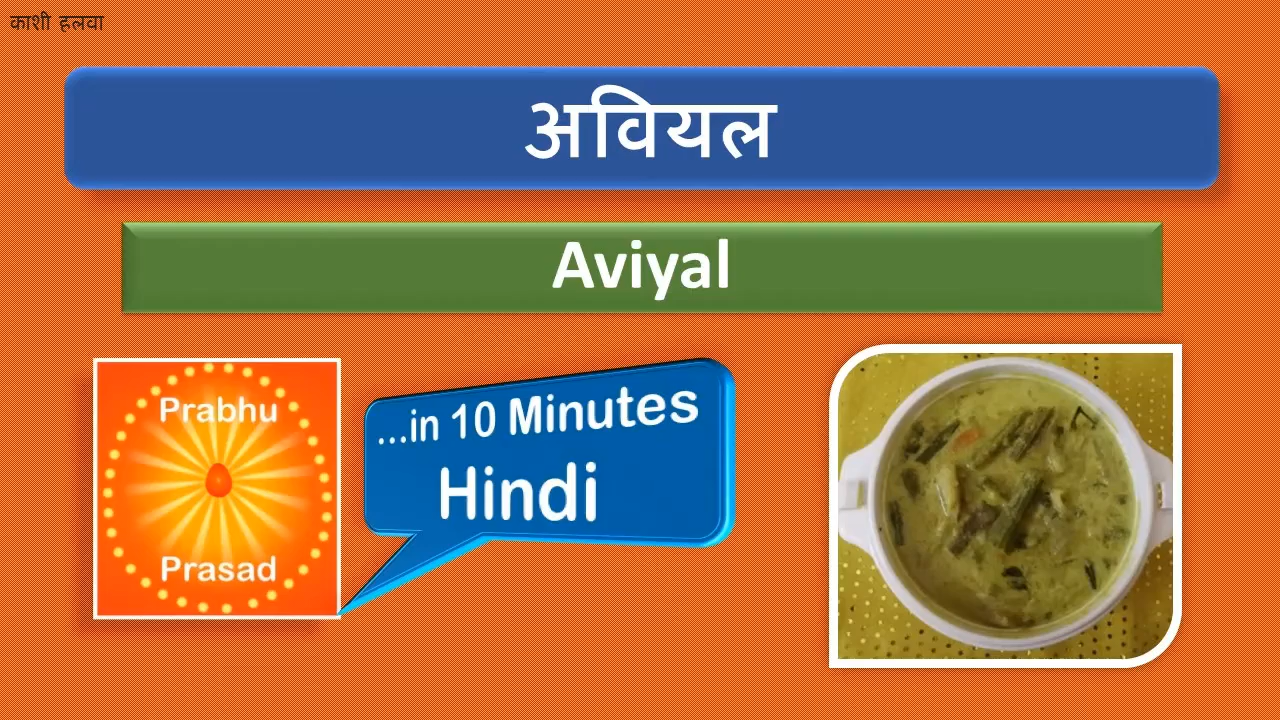 काशी हलवा
अवियल
Aviyal
Prabhu
Prasad
...in 10 Minutes
Hindi